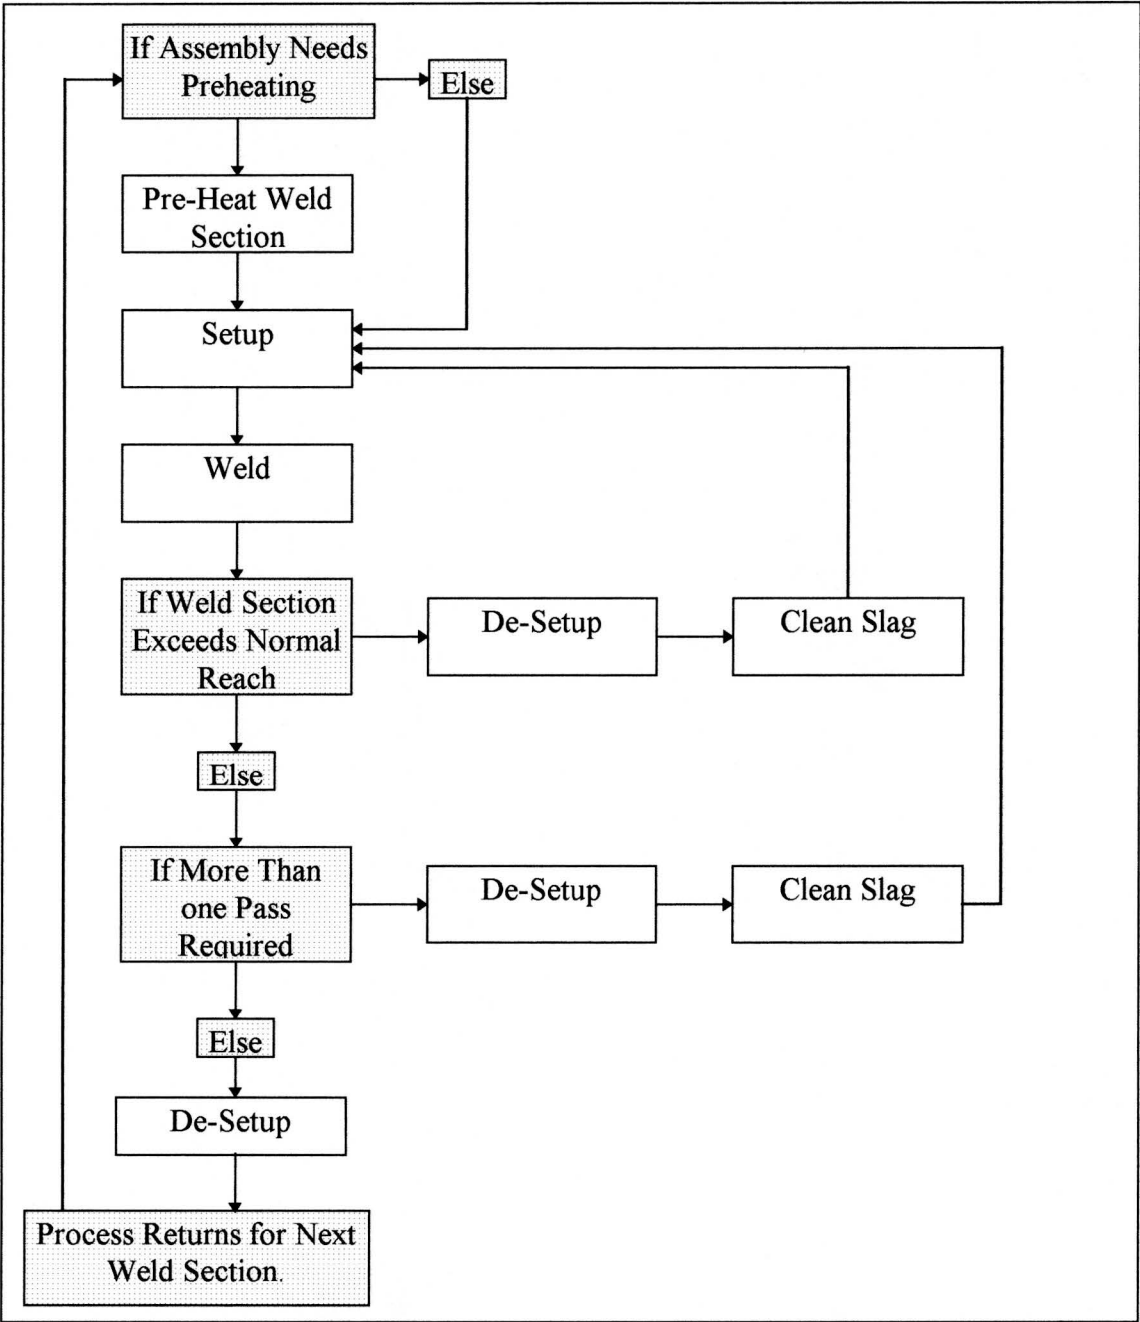 If Assembly Needs
Preheating
Else
Pre-Heat Weld
Section
Setup
Weld
If Weld Section
Exceeds Normal
Reach
De-Setup
Clean Slag
Else
If More Than
one Pass
Required
De-Setup
Clean Slag
Else
De-Setup
Process Returns for Next
Weld Section.